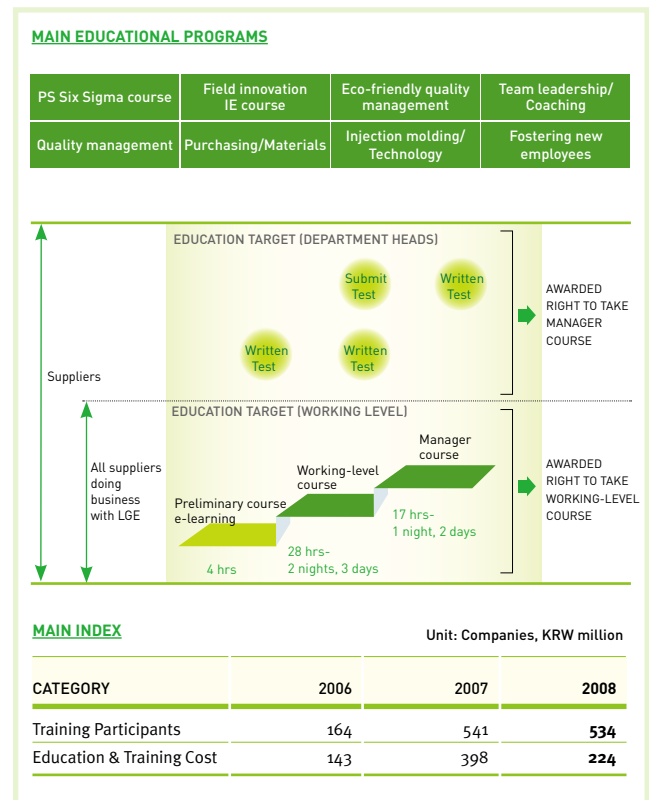 MAIN EDUCATIONAL PROGRAMS
PS Six Sigma course
Field innovation
IE course
Eco-friendly quality
management
Team leadership/
Coaching
Quality management
Purchasing/Materials
Injection molding/
Technology
Fostering new
employees
EDUCATION TARGET (DEPARTMENT HEADS)
Submit
Test
Written
Test
Written
Test
Written
Test
AWARDED
RIGHT TO TAKE
MANAGER
COURSE
Suppliers
EDUCATION TARGET (WORKING LEVEL)
All suppliers
doing
business
with LGE
Preliminary course
e-learning
4 hrs
Working-level
course
28 hrs-
2 nights, 3 days
Manager
course
17 hrs-
1 night, 2 days
AWARDED
RIGHT TO TAKE
WORKING-LEVEL
COURSE
MAIN INDEX
Unit: Companies, KRW million
CATEGORY 2006 2007 2008
Training Participants 164 541 534
Education & Training Cost 143 398 224